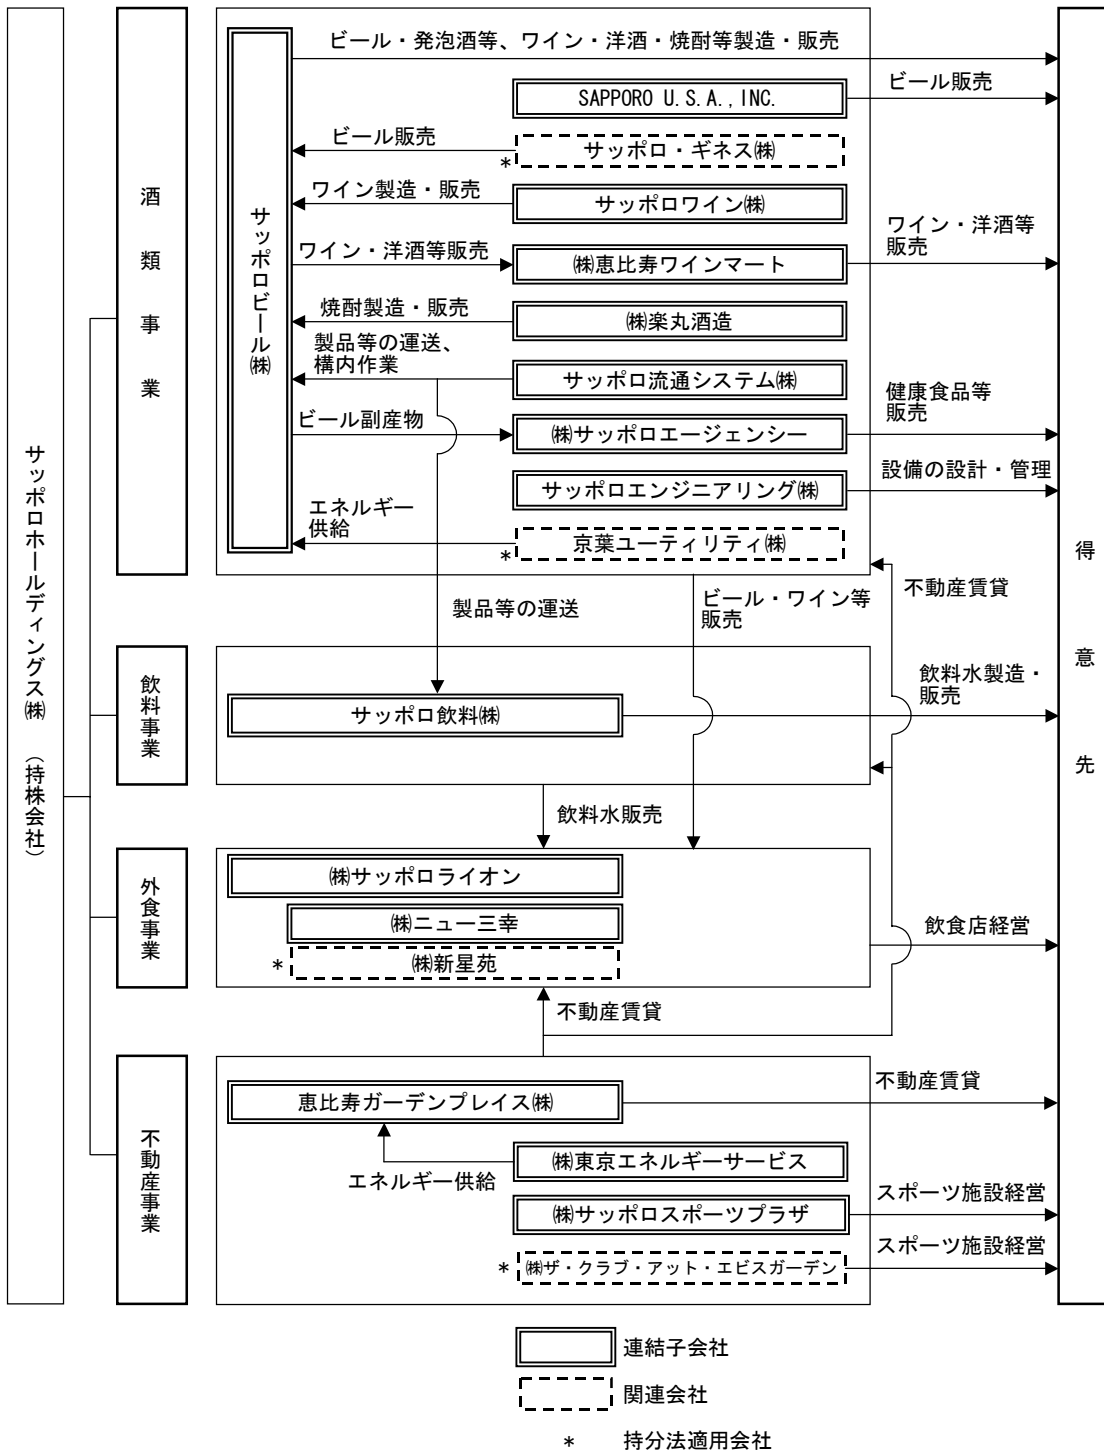 サッポロホールディングス㈱ （持株会社）
酒類事業
サッポロビール㈱
ビール・発泡酒等、ワイン・洋酒・焼酎等製造・販売
SAPPORO U.S.A., INC.
ビール販売
ビール販売
* サッポロ・ギネス㈱
ワイン製造・販売
サッポロワイン㈱
ワイン・洋酒等販売
㈱恵比寿ワインマート
ワイン・洋酒等
販売
焼酎製造・販売
㈱楽丸酒造
製品等の運送、
構内作業
サッポロ流通システム㈱
ビール副産物
㈱サッポロエージェンシー
健康食品等
販売
サッポロエンジニアリング㈱
設備の設計・管理
エネルギー
供給
* 京葉ユーティリティ㈱
得意先
製品等の運送
ビール・ワイン等
販売
不動産賃貸
飲料事業
サッポロ飲料㈱
飲料水製造・
販売
飲料水販売
外食事業
㈱サッポロライオン
㈱ニュー三幸
* ㈱新星苑
飲食店経営
不動産賃貸
不動産事業
恵比寿ガーデンプレイス㈱
不動産賃貸
エネルギー供給
㈱東京エネルギーサービス
㈱サッポロスポーツプラザ
スポーツ施設経営
* ㈱ザ・クラブ・アット・エビスガーデン
スポーツ施設経営
連結子会社
関連会社
* 持分法適用会社